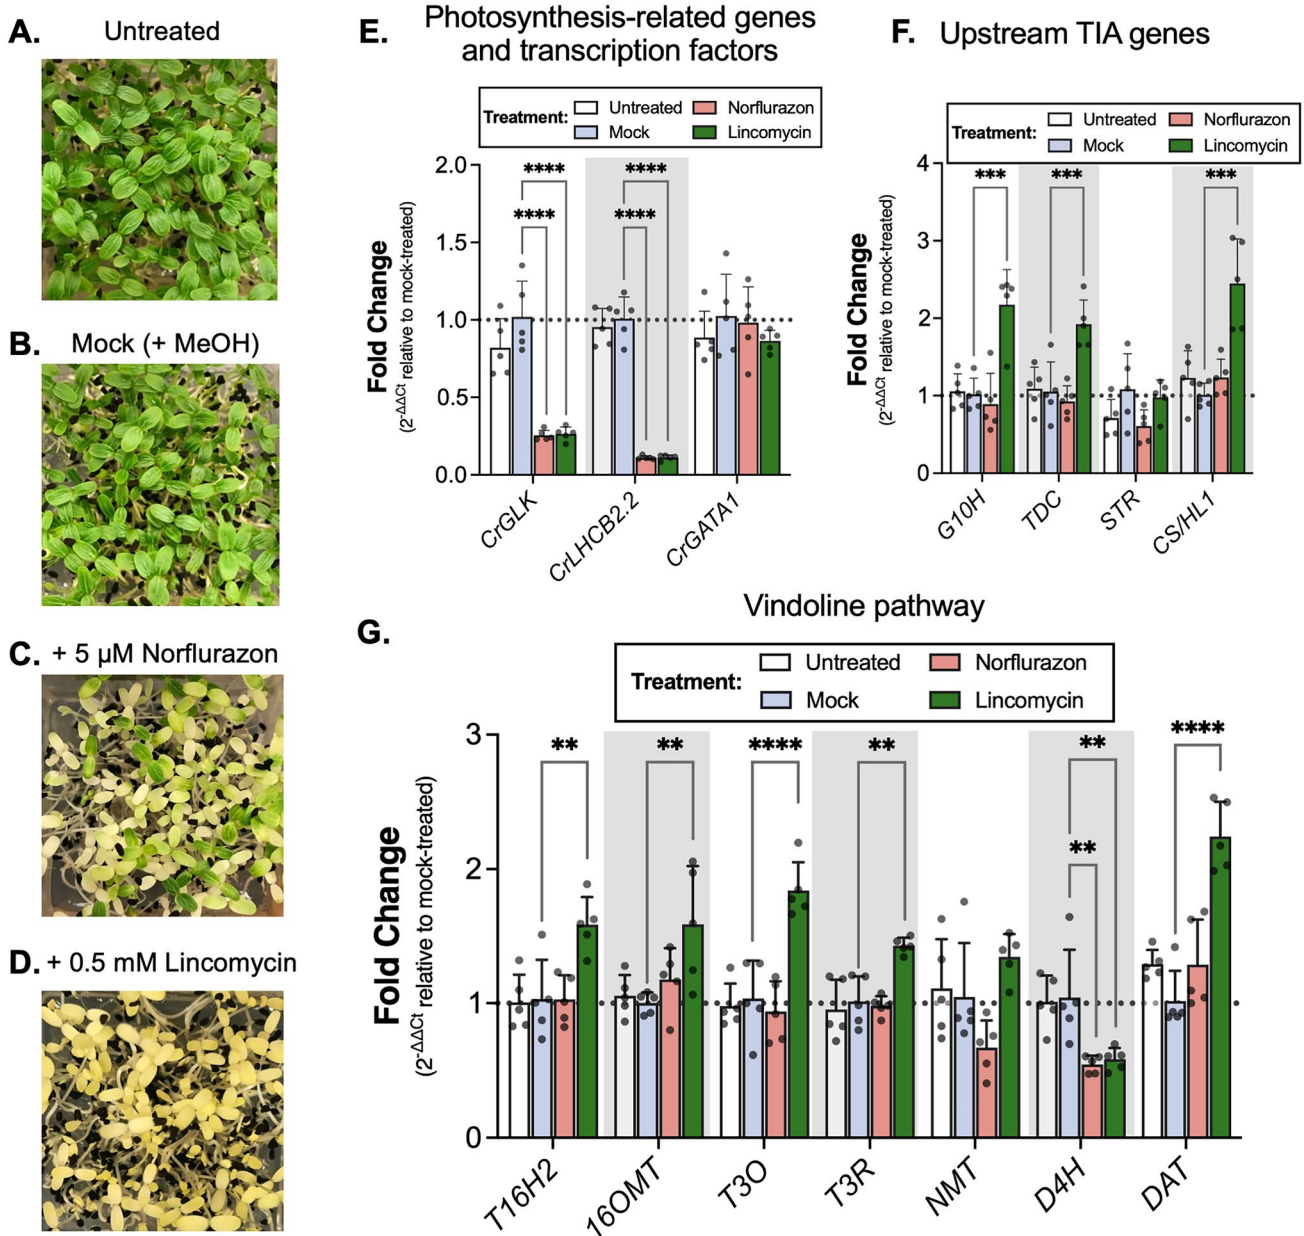 A.
Untreated
B.
Mock (+ MeOH)
C.
+ 5 µM Norflurazon
D.
+ 0.5 mM Lincomycin
E.
Photosynthesis-related genes
and transcription factors
Treatment:
Untreated
Norflurazon
Mock
Lincomycin
Fold Change
(2^-ΔΔCt relative to mock-treated)
2.0
1.5
1.0
0.5
0.0
****
****
****
****
CrGLK
CrLHCB2.2
CrGATA1
F.
Upstream TIA genes
Treatment:
Untreated
Norflurazon
Mock
Lincomycin
Fold Change
(2^-ΔΔCt relative to mock-treated)
4
3
2
1
0
***
***
***
G10H
TDC
STR
CS/HL1
G.
Vindoline pathway
Treatment:
Untreated
Norflurazon
Mock
Lincomycin
Fold Change
(2^-ΔΔCt relative to mock-treated)
3
2
1
0
**
**
****
**
**
**
****
T16H2
16OMT
T3O
T3R
NMT
D4H
DAT